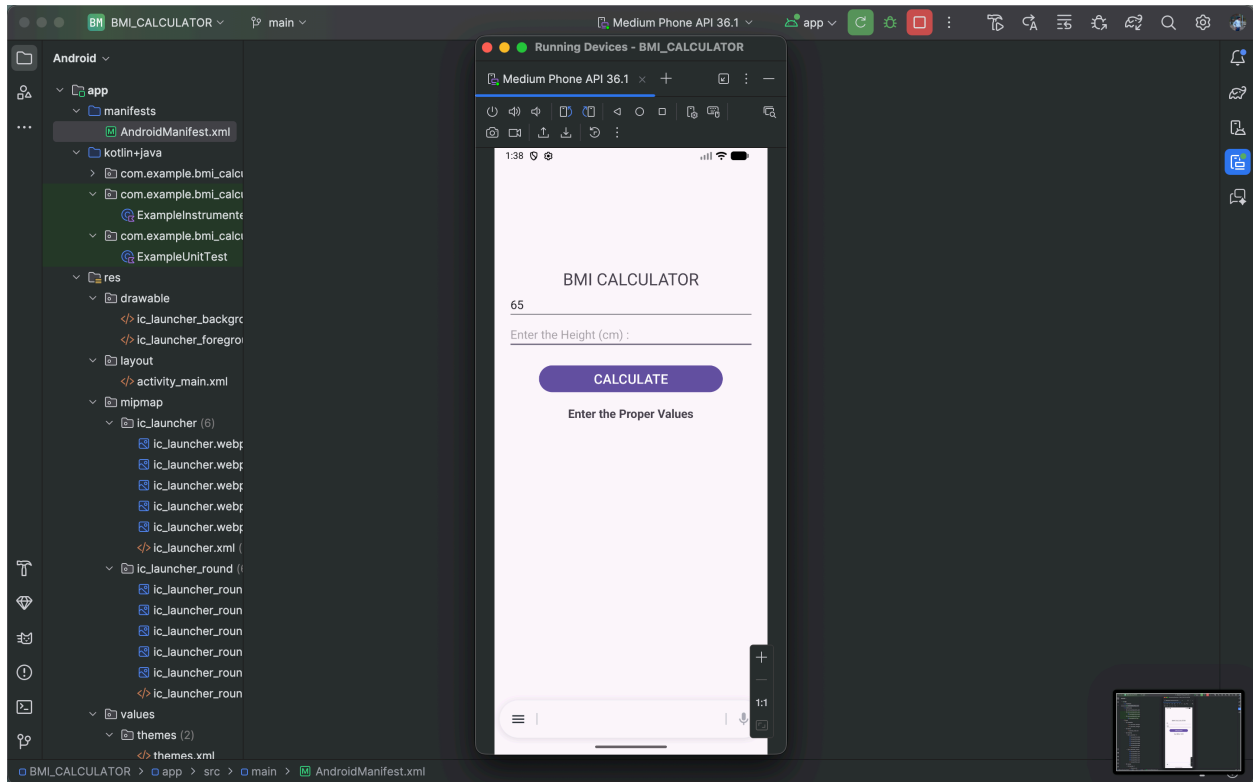 BM BMI_CALCULATOR main Medium Phone API 36.1 app
Running Devices - BMI_CALCULATOR
Android
Medium Phone API 36.1
app
manifests
AndroidManifest.xml
kotlin+java
com.example.bmi_calcu
com.example.bmi_calcu
ExampleInstrumente
com.example.bmi_calcu
ExampleUnitTest
res
drawable
ic_launcher_backgro
ic_launcher_foregrou
layout
activity_main.xml
mipmap
ic_launcher (6)
ic_launcher.webp
ic_launcher.webp
ic_launcher.webp
ic_launcher.webp
ic_launcher.webp
ic_launcher.xml (
ic_launcher_round (
ic_launcher_roun
ic_launcher_roun
ic_launcher_roun
ic_launcher_roun
ic_launcher_roun
ic_launcher_roun
values
themes (2)
themes.xml
1:38
BMI CALCULATOR
65
Enter the Height (cm) :
CALCULATE
Enter the Proper Values
1:1
BMI_CALCULATOR > app > src > main > M AndroidManifest.xml